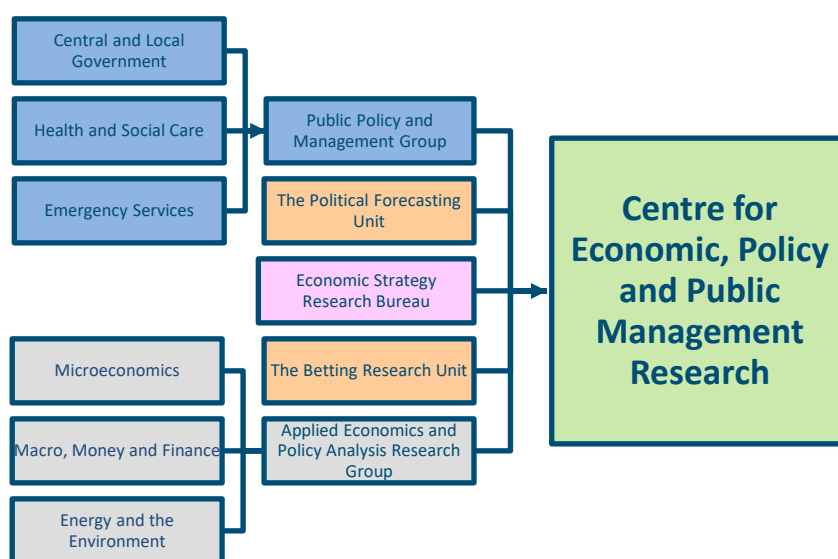 Central and Local
Government
Health and Social Care
Emergency Services
Public Policy and
Management Group
The Political Forecasting
Unit
Economic Strategy
Research Bureau
The Betting Research Unit
Applied Economics and
Policy Analysis Research
Group
Microeconomics
Macro, Money and Finance
Energy and the
Environment
Centre for
Economic, Policy
and Public
Management
Research